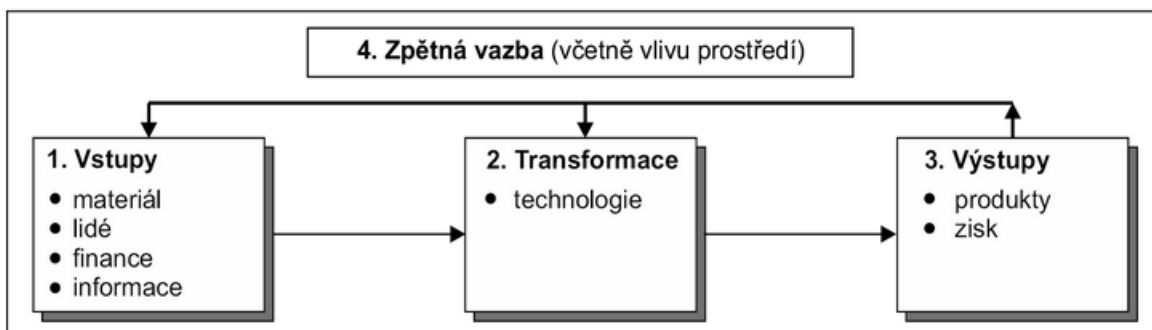 4. Zpětná vazba (včetně vlivu prostředí)
1. Vstupy
• materiál
• lidé
• finance
• informace
2. Transformace
• technologie
3. Výstupy
• produkty
• zisk